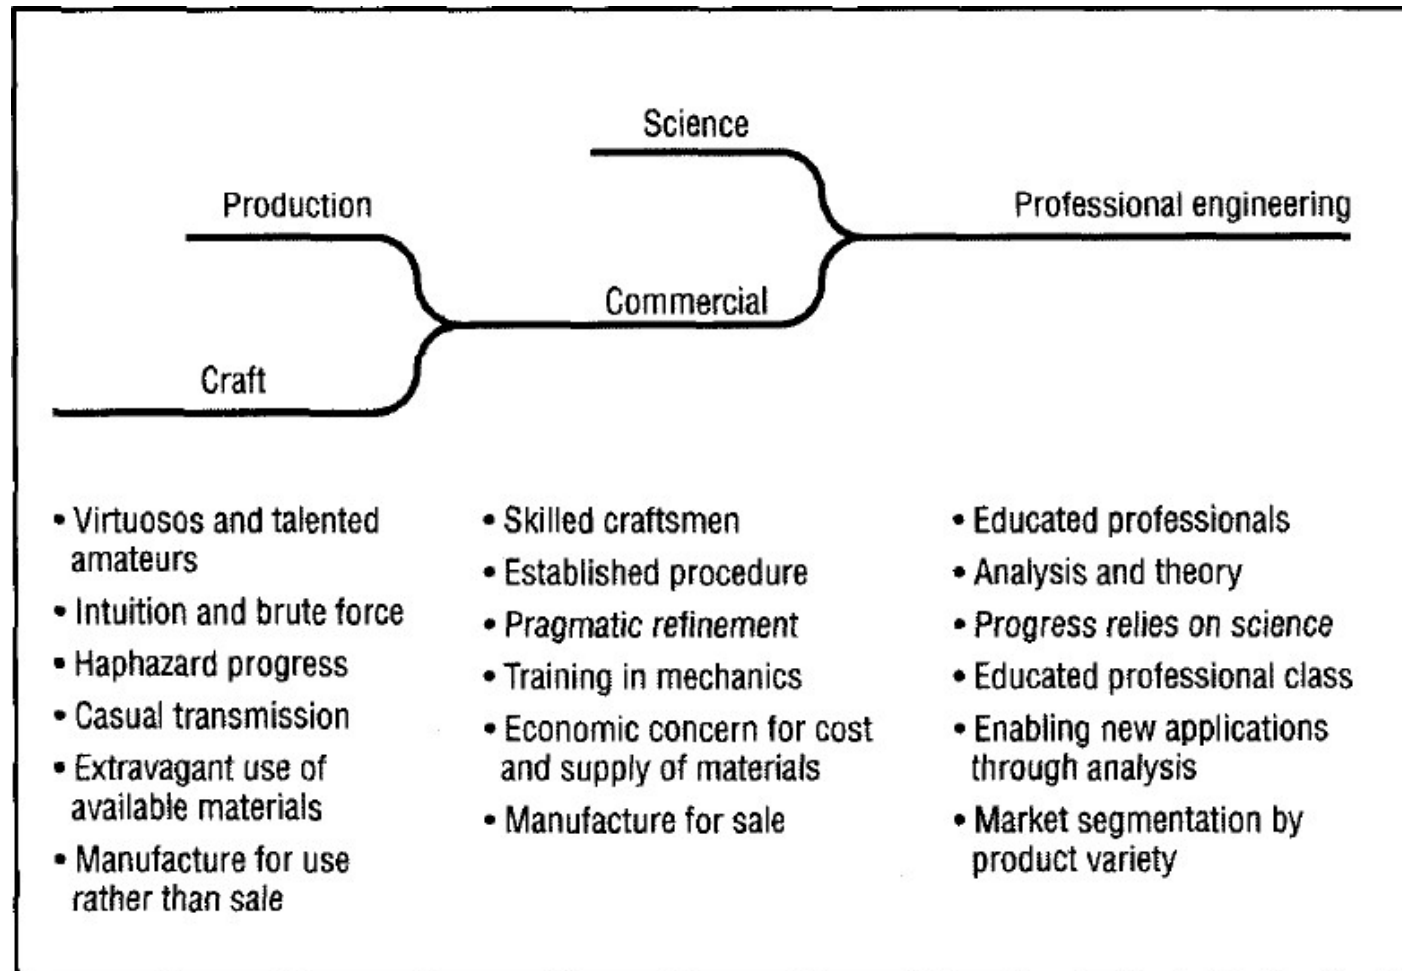 Science
Production
Professional engineering
Commercial
Craft
• Virtuosos and talented
amateurs
• Intuition and brute force
• Haphazard progress
• Casual transmission
• Extravagant use of
available materials
• Manufacture for use
rather than sale
• Skilled craftsmen
• Established procedure
• Pragmatic refinement
• Training in mechanics
• Economic concern for cost
and supply of materials
• Manufacture for sale
• Educated professionals
• Analysis and theory
• Progress relies on science
• Educated professional class
• Enabling new applications
through analysis
• Market segmentation by
product variety